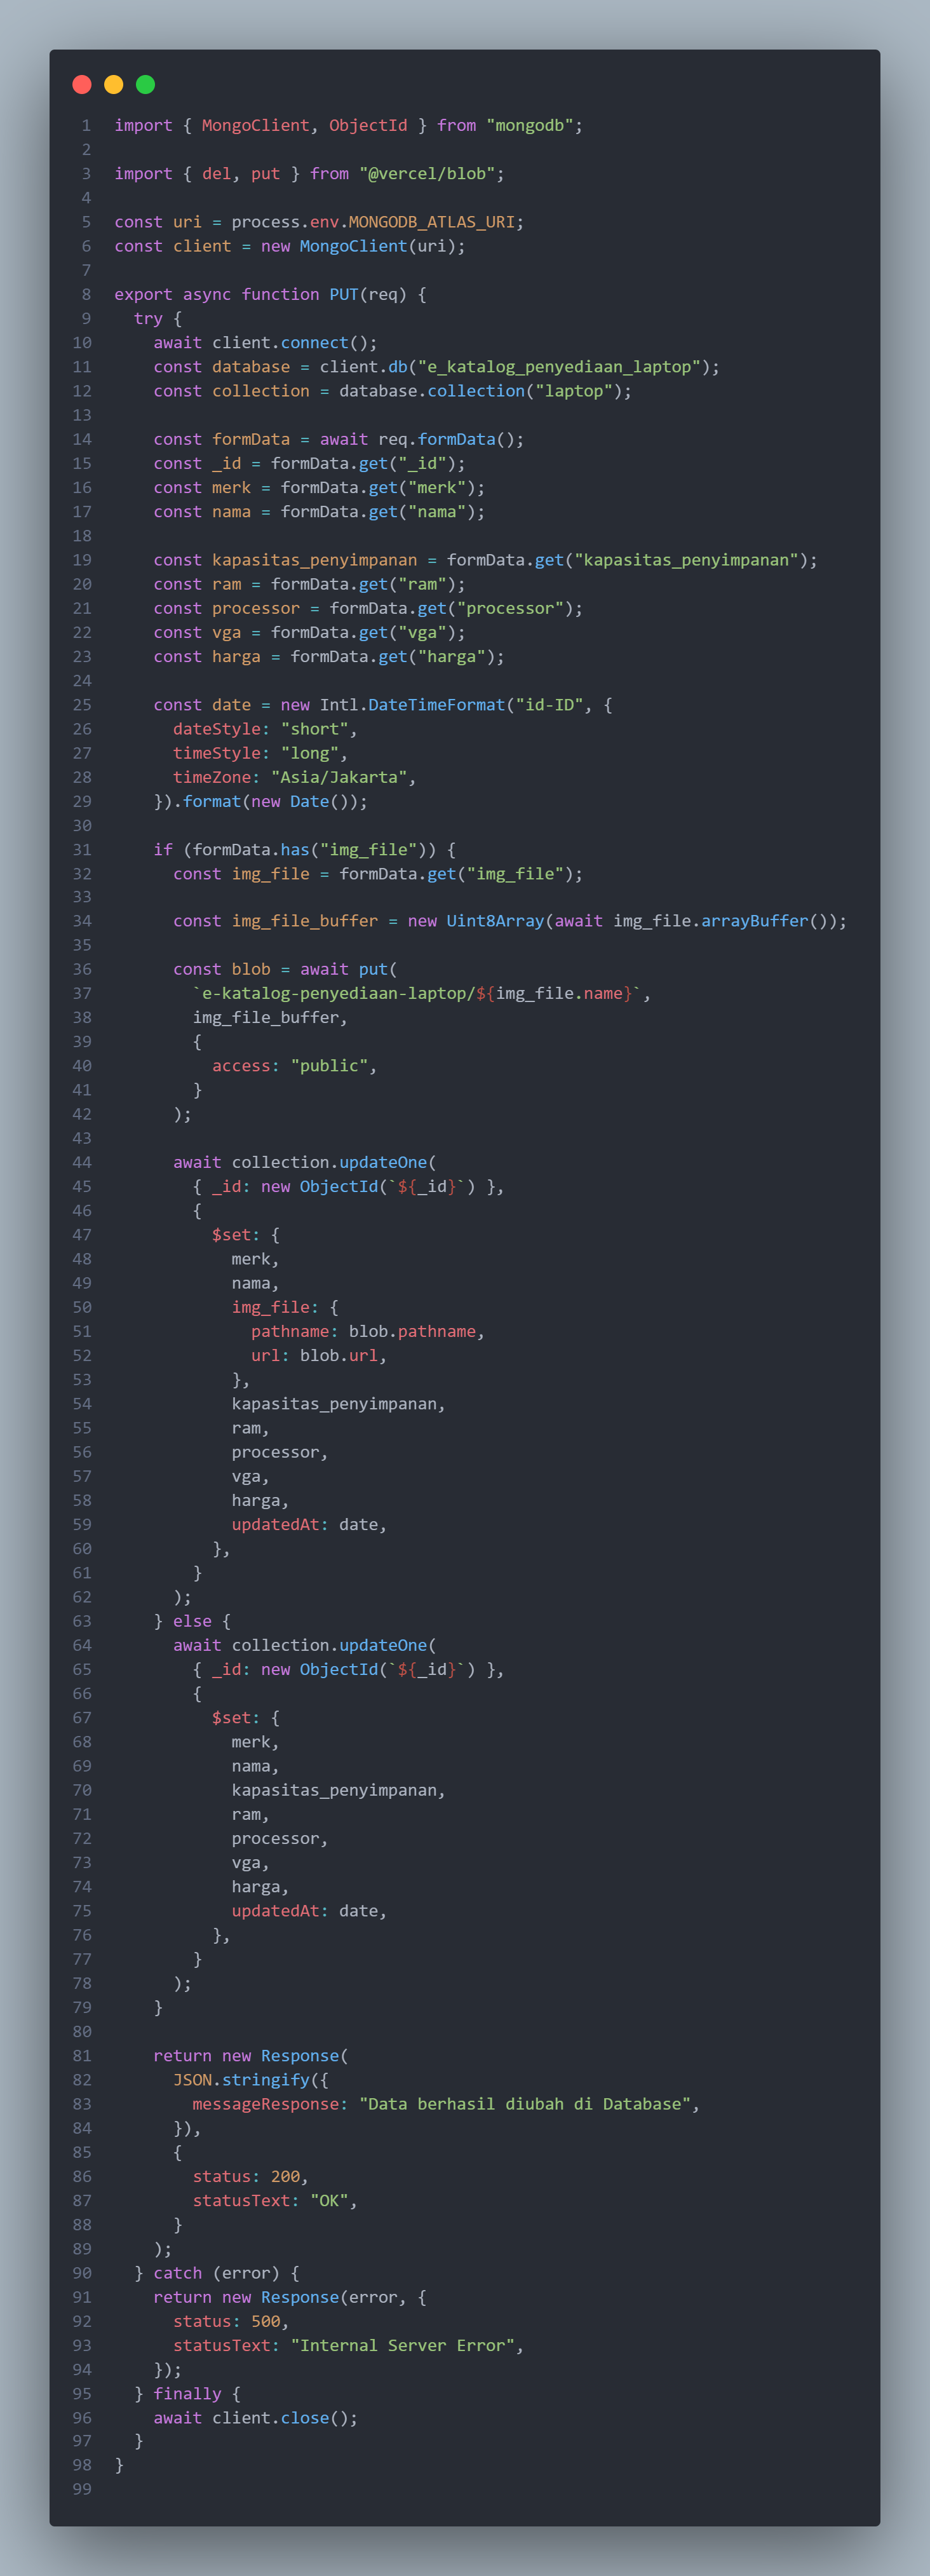 1 import { MongoClient, ObjectId } from "mongodb";
2
3 import { del, put } from "@vercel/blob";
4
5 const uri = process.env.MONGODB_ATLAS_URI;
6 const client = new MongoClient(uri);
7
8 export async function PUT(req) {
9   try {
10     await client.connect();
11     const database = client.db("e_katalog_penyediaan_laptop");
12     const collection = database.collection("laptop");
13
14     const formData = await req.formData();
15     const _id = formData.get("_id");
16     const merk = formData.get("merk");
17     const nama = formData.get("nama");
18
19     const kapasitas_penyimpanan = formData.get("kapasitas_penyimpanan");
20     const ram = formData.get("ram");
21     const processor = formData.get("processor");
22     const vga = formData.get("vga");
23     const harga = formData.get("harga");
24
25     const date = new Intl.DateTimeFormat("id-ID", {
26       dateStyle: "short",
27       timeStyle: "long",
28       timeZone: "Asia/Jakarta",
29     }).format(new Date());
30
31     if (formData.has("img_file")) {
32       const img_file = formData.get("img_file");
33
34       const img_file_buffer = new Uint8Array(await img_file.arrayBuffer());
35
36       const blob = await put(
37         `e-katalog-penyediaan-laptop/${img_file.name}`,
38         img_file_buffer,
39         {
40           access: "public",
41         }
42       );
43
44       await collection.updateOne(
45         { _id: new ObjectId(`${_id}`) },
46         {
47           $set: {
48             merk,
49             nama,
50             img_file: {
51               pathname: blob.pathname,
52               url: blob.url,
53             },
54             kapasitas_penyimpanan,
55             ram,
56             processor,
57             vga,
58             harga,
59             updatedAt: date,
60           },
61         }
62       );
63     } else {
64       await collection.updateOne(
65         { _id: new ObjectId(`${_id}`) },
66         {
67           $set: {
68             merk,
69             nama,
70             kapasitas_penyimpanan,
71             ram,
72             processor,
73             vga,
74             harga,
75             updatedAt: date,
76           },
77         }
78       );
79     }
80
81     return new Response(
82       JSON.stringify({
83         messageResponse: "Data berhasil diubah di Database",
84       }),
85       {
86         status: 200,
87         statusText: "OK",
88       }
89     );
90   } catch (error) {
91     return new Response(error, {
92       status: 500,
93       statusText: "Internal Server Error",
94     });
95   } finally {
96     await client.close();
97   }
98 }
99